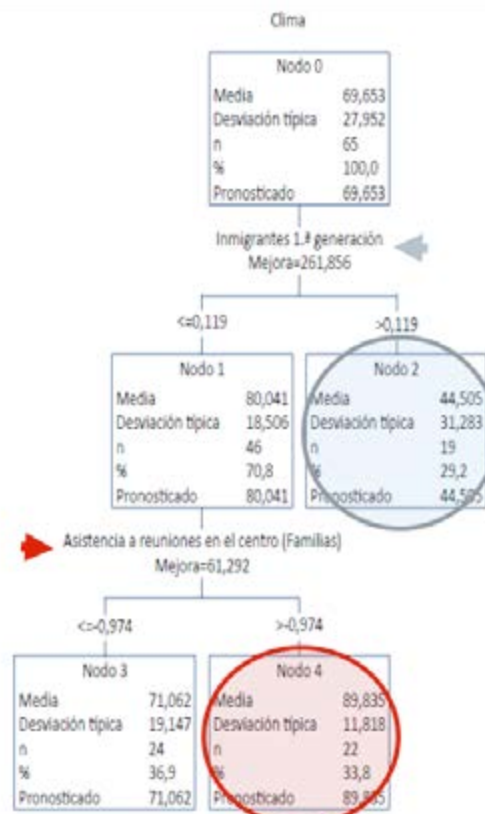 Clima
Nodo 0
Media 69,653
Desviación típica 27,952
n 65
% 100,0
Pronosticado 69,653
Inmigrantes 1.ª generación
Mejora=261,856
<=0,119
>0,119
Nodo 1
Media 80,041
Desviación típica 18,506
n 46
% 70,8
Pronosticado 80,041
Nodo 2
Media 44,505
Desviación típica 31,283
n 19
% 29,2
Pronosticado 44,505
Asistencia a reuniones en el centro (Familias)
Mejora=61,292
<=-0,974
>-0,974
Nodo 3
Media 71,062
Desviación típica 19,147
n 24
% 36,9
Pronosticado 71,062
Nodo 4
Media 89,835
Desviación típica 11,818
n 22
% 33,8
Pronosticado 89,835